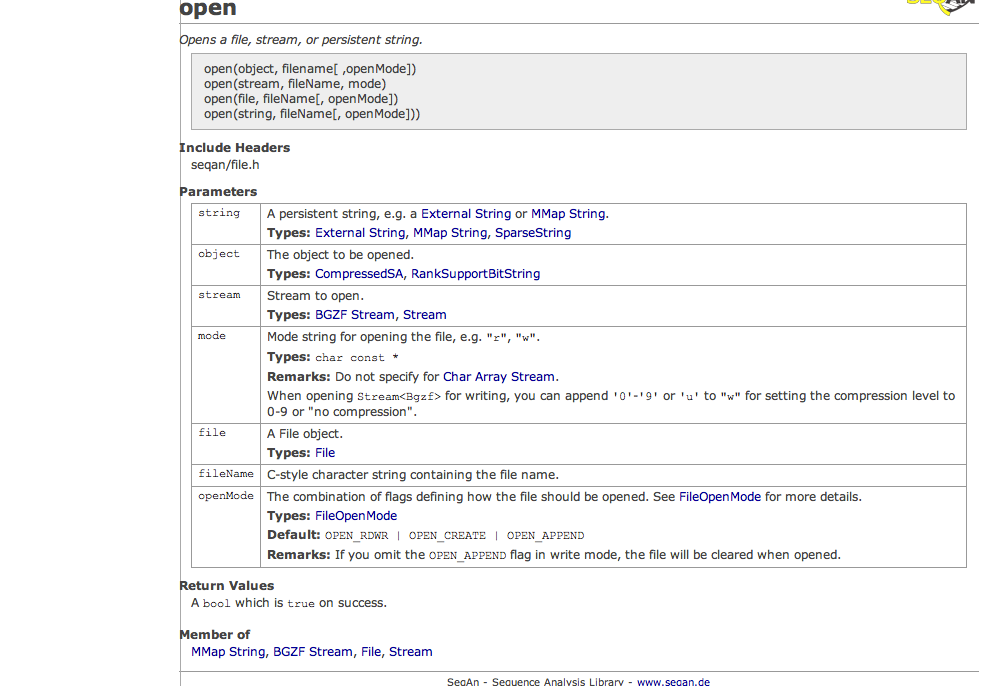 open
SEQAN
Opens a file, stream, or persistent string.
open(object, filename[ ,openMode])
open(stream, fileName, mode)
open(file, fileName[, openMode])
open(string, fileName[, openMode]))
Include Headers
seqan/file.h
Parameters
string A persistent string, e.g. a External String or MMap String.
Types: External String, MMap String, SparseString
object The object to be opened.
Types: CompressedSA, RankSupportBitString
stream Stream to open.
Types: BGZF Stream, Stream
mode Mode string for opening the file, e.g. "r", "w".
Types: char const *
Remarks: Do not specify for Char Array Stream.
When opening Stream<Bgzf> for writing, you can append '0'-'9' or 'u' to "w" for setting the compression level to
0-9 or "no compression".
file A File object.
Types: File
fileName C-style character string containing the file name.
openMode The combination of flags defining how the file should be opened. See FileOpenMode for more details.
Types: FileOpenMode
Default: OPEN_RDWR | OPEN_CREATE | OPEN_APPEND
Remarks: If you omit the OPEN_APPEND flag in write mode, the file will be cleared when opened.
Return Values
A bool which is true on success.
Member of
MMap String, BGZF Stream, File, Stream
SeqAn - Sequence Analysis Library - www.seqan.de